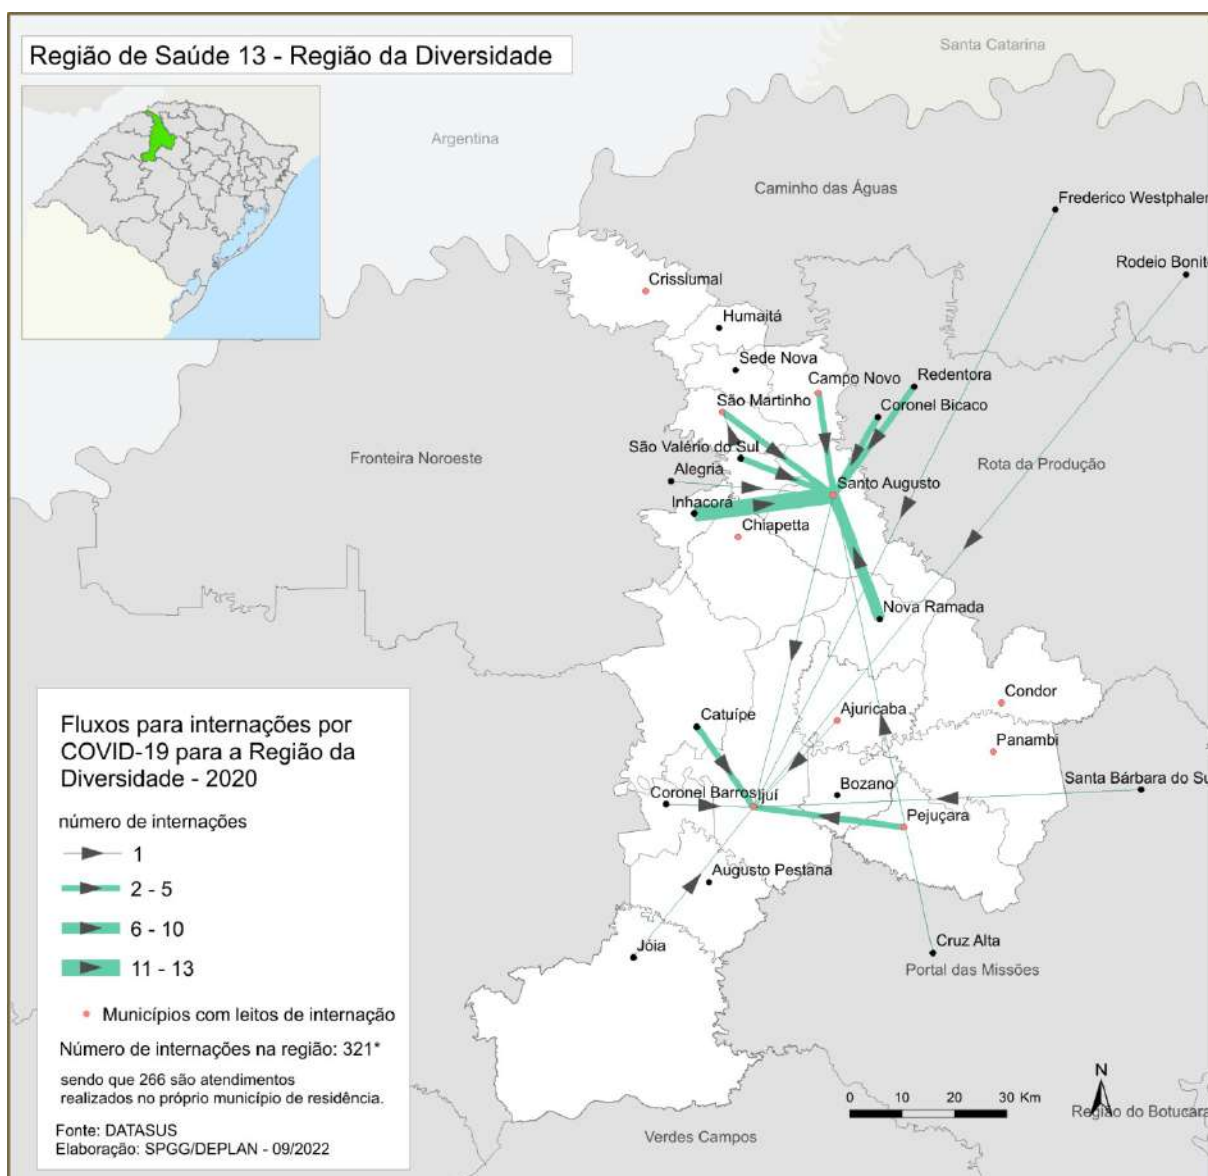 Região de Saúde 13 - Região da Diversidade
Santa Catarina
Argentina
Caminho das Águas
Frederico Westphalen
Rodeio Bonito
Crissiumal
Humaitá
Sede Nova
Campo Novo
Redentora
São Martinho
Coronel Bicaco
São Valério do Sul
Fronteira Noroeste
Rota da Produção
Alegria
Santo Augusto
Inhacorá
Chiapetta
Nova Ramada
Condor
Catuípe
Ajuricaba
Panambi
Santa Bárbara do Su
Coronel Barros
Ijuí
Bozano
Pejuçara
Augusto Pestana
Jóia
Cruz Alta
Portal das Missões
Fluxos para internações por
COVID-19 para a Região da
Diversidade - 2020
número de internações
1
2 - 5
6 - 10
11 - 13
Municípios com leitos de internação
Número de internações na região: 321*
sendo que 266 são atendimentos
realizados no próprio município de residência.
Fonte: DATASUS
Elaboração: SPGG/DEPLAN - 09/2022
N
0 10 20 30 Km
Região do Botucara
Verdes Campos